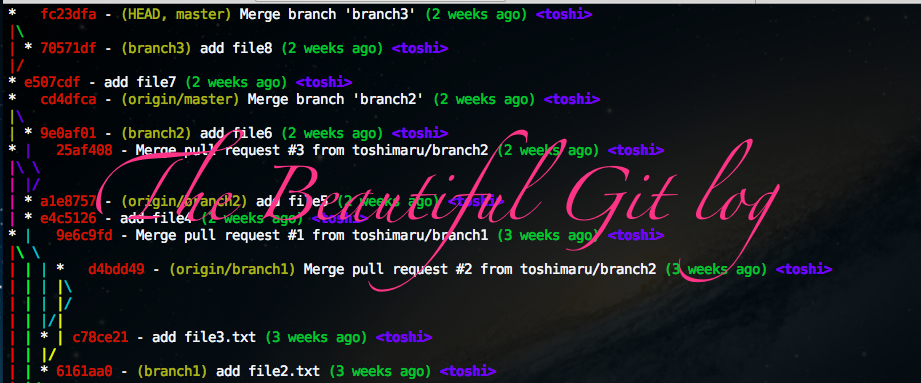 * fc23dfa - (HEAD, master) Merge branch 'branch3' (2 weeks ago) <toshi>
|\
| * 70571df - (branch3) add file8 (2 weeks ago) <toshi>
|/
* e507cdf - add file7 (2 weeks ago) <toshi>
* cd4dfca - (origin/master) Merge branch 'branch2' (2 weeks ago) <toshi>
|\
| * 9e0af01 - (branch2) add file6 (2 weeks ago) <toshi>
* | 25af408 - Merge pull request #3 from toshimaru/branch2 (2 weeks ago) <toshi>
|\ \
| |/
| * a1e8757 - (origin/branch2) add file5 (2 weeks ago) <toshi>
* | e4c5126 - add file4 (2 weeks ago) <toshi>
* | 9e6c9fd - Merge pull request #1 from toshimaru/branch1 (3 weeks ago) <toshi>
|\ \
| | | * d4bdd49 - (origin/branch1) Merge pull request #2 from toshimaru/branch2 (3 weeks ago) <toshi>
| | | |\
| | | |/
| | |/|
| | * | c78ce21 - add file3.txt (3 weeks ago) <toshi>
| | |/
| | * 6161aa0 - (branch1) add file2.txt (3 weeks ago) <toshi>
The Beautiful Git log